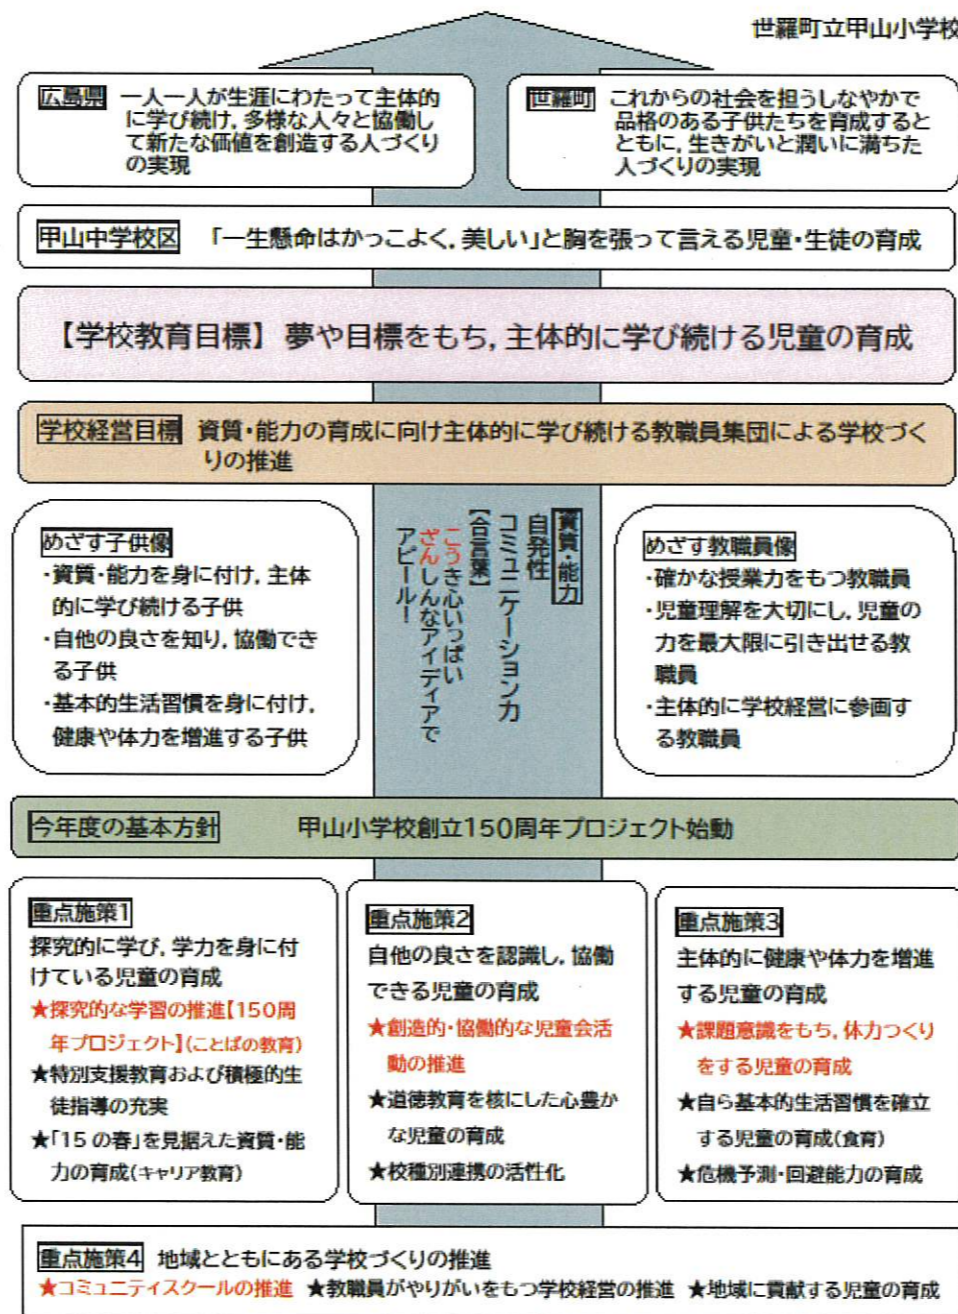 世羅町立甲山小学校
広島県 一人一人が生涯にわたって主体的
に学び続け，多様な人々と協働し
て新たな価値を創造する人づくり
の実現
世羅町 これからの社会を担うしなやかで
品格のある子供たちを育成すると
ともに，生きがいと潤いに満ちた
人づくりの実現
甲山中学校区 「一生懸命はかっこよく，美しい」と胸を張って言える児童・生徒の育成
【学校教育目標】 夢や目標をもち，主体的に学び続ける児童の育成
学校経営目標 資質・能力の育成に向け主体的に学び続ける教職員集団による学校づく
りの推進
めざす子供像
・資質・能力を身に付け，主体
的に学び続ける子供
・自他の良さを知り，協働でき
る子供
・基本的生活習慣を身に付け，
健康や体力を増進する子供
資質・能力
自発性
コミュニケーション力
【合言葉】
こうき心いっぱい
ざんしんなアイディアで
アピール！
めざす教職員像
・確かな授業力をもつ教職員
・児童理解を大切にし，児童の
力を最大限に引き出せる教
職員
・主体的に学校経営に参画す
る教職員
今年度の基本方針 甲山小学校創立150周年プロジェクト始動
重点施策1
探究的に学び，学力を身に付
けている児童の育成
★探究的な学習の推進【150周
年プロジェクト】（ことばの教育）
★特別支援教育および積極的生
徒指導の充実
★「15の春」を見据えた資質・能
力の育成（キャリア教育）
重点施策2
自他の良さを認識し，協働
できる児童の育成
★創造的・協働的な児童会活
動の推進
★道徳教育を核にした心豊か
な児童の育成
★校種別連携の活性化
重点施策3
主体的に健康や体力を増進
する児童の育成
★課題意識をもち，体力つくり
をする児童の育成
★自ら基本的生活習慣を確立
する児童の育成（食育）
★危機予測・回避能力の育成
重点施策4 地域とともにある学校づくりの推進
★コミュニティスクールの推進 ★教職員がやりがいをもつ学校経営の推進 ★地域に貢献する児童の育成